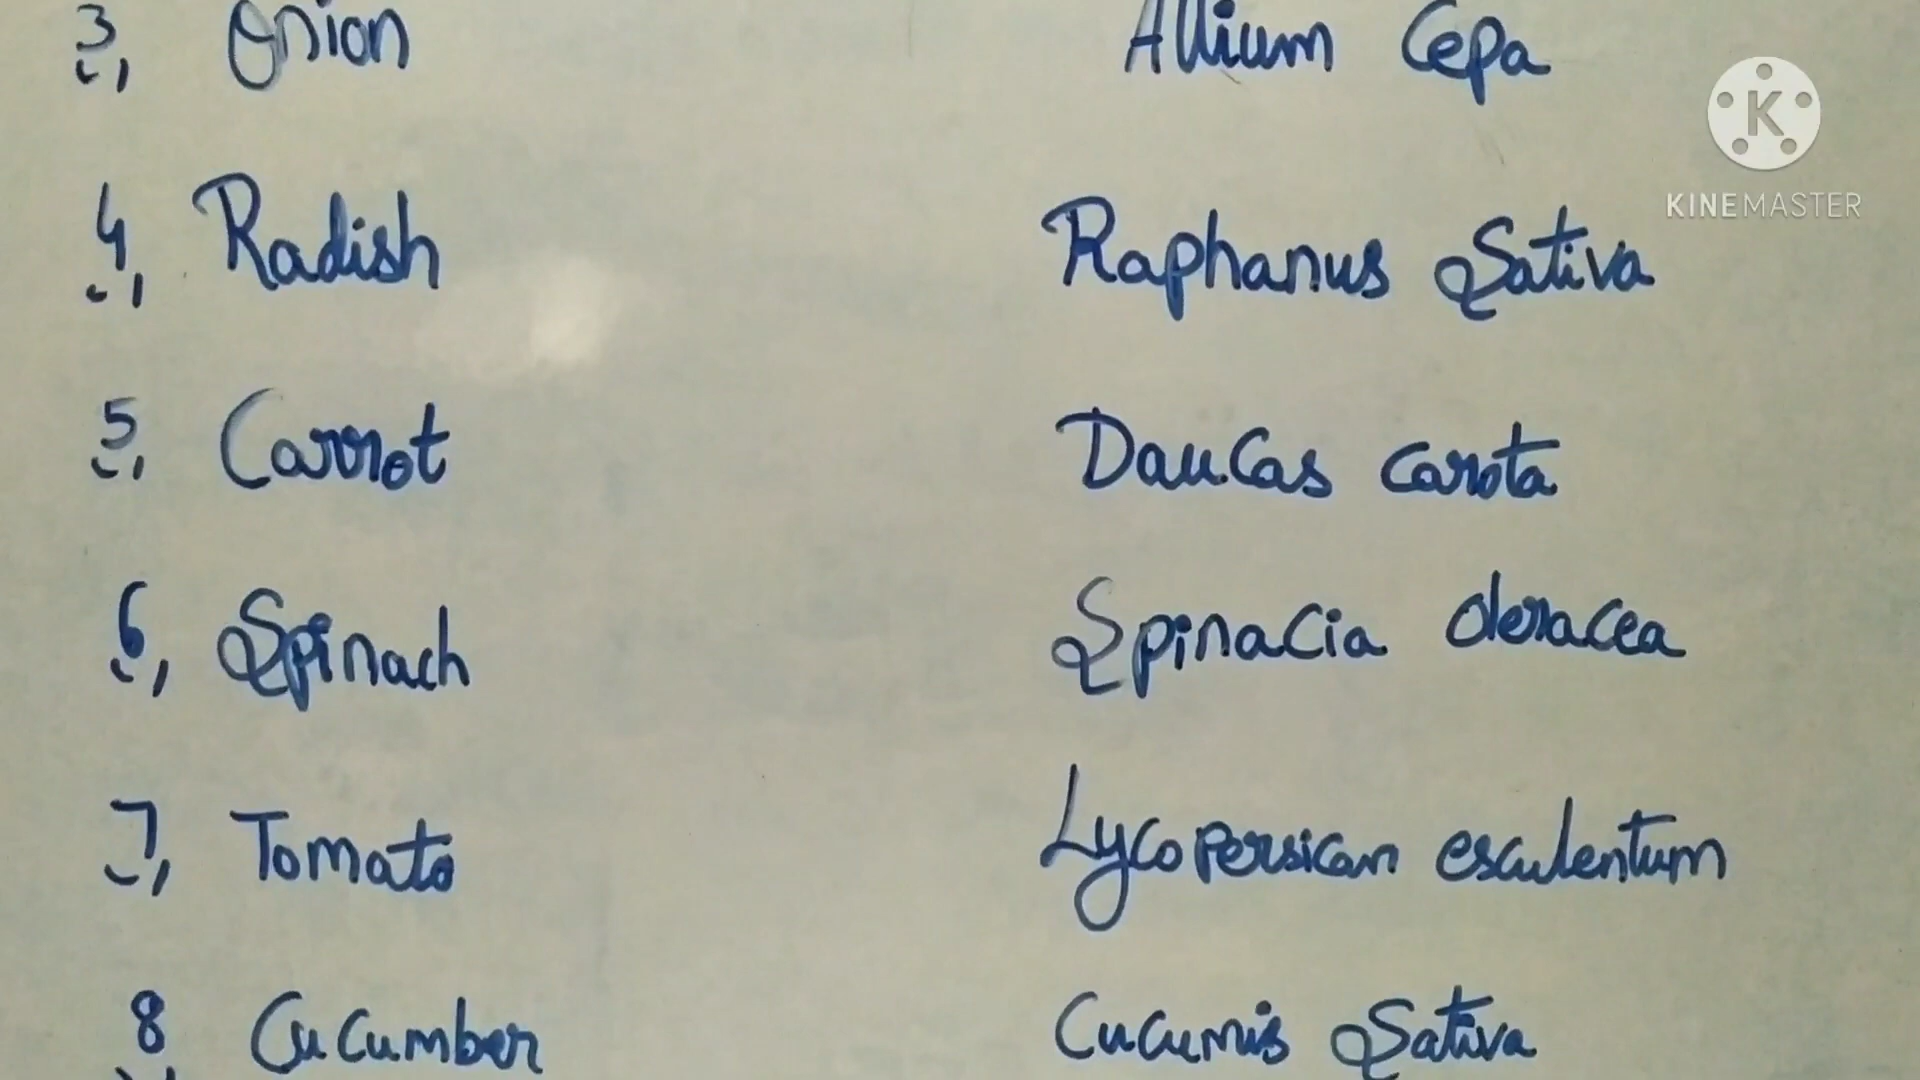 3, Onion Allium Cepa
KINEMASTER
4, Radish Raphanus Sativa
5, Carrot Daucas carota
6, Spinach Spinacia oleracea
7, Tomato Lycopersican esculentum
8 Cucumber Cucumis Sativa